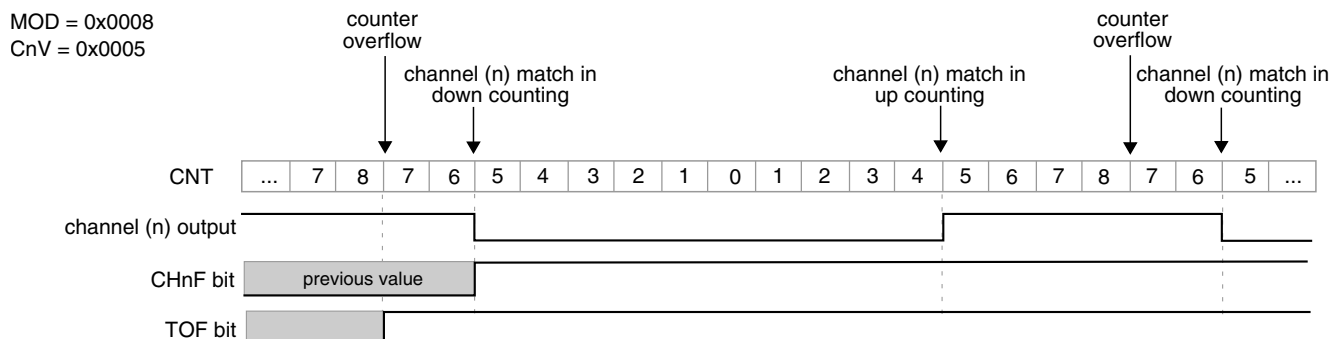 MOD = 0x0008
CnV = 0x0005
counter
overflow
channel (n) match in
down counting
channel (n) match in
up counting
counter
overflow
channel (n) match in
down counting
CNT ... 7 8 7 6 5 4 3 2 1 0 1 2 3 4 5 6 7 8 7 6 5 ...
channel (n) output
CHnF bit previous value
TOF bit